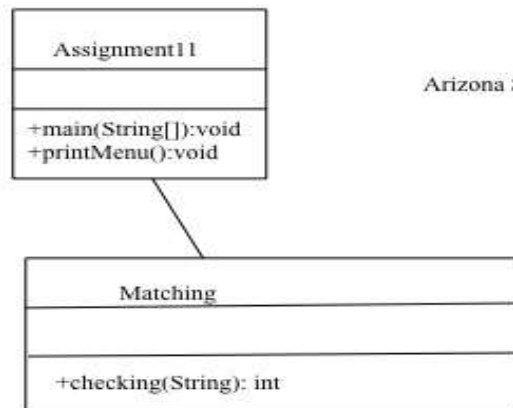 Assignment11
Arizona
+main(String[]):void
+printMenu():void
Matching
+checking(String): int